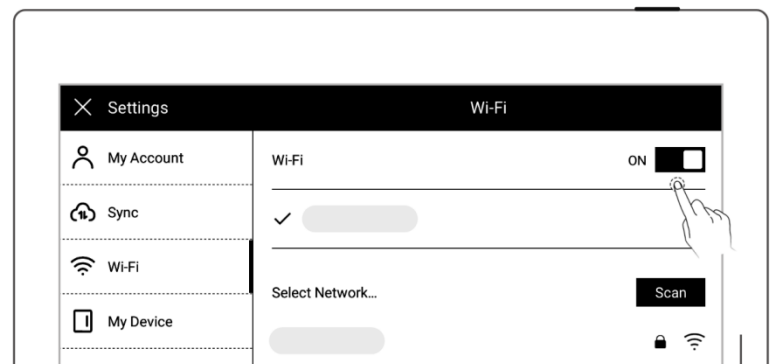 Settings
Wi-Fi
My Account
Wi-Fi
ON
Sync
Wi-Fi
Select Network...
Scan
My Device